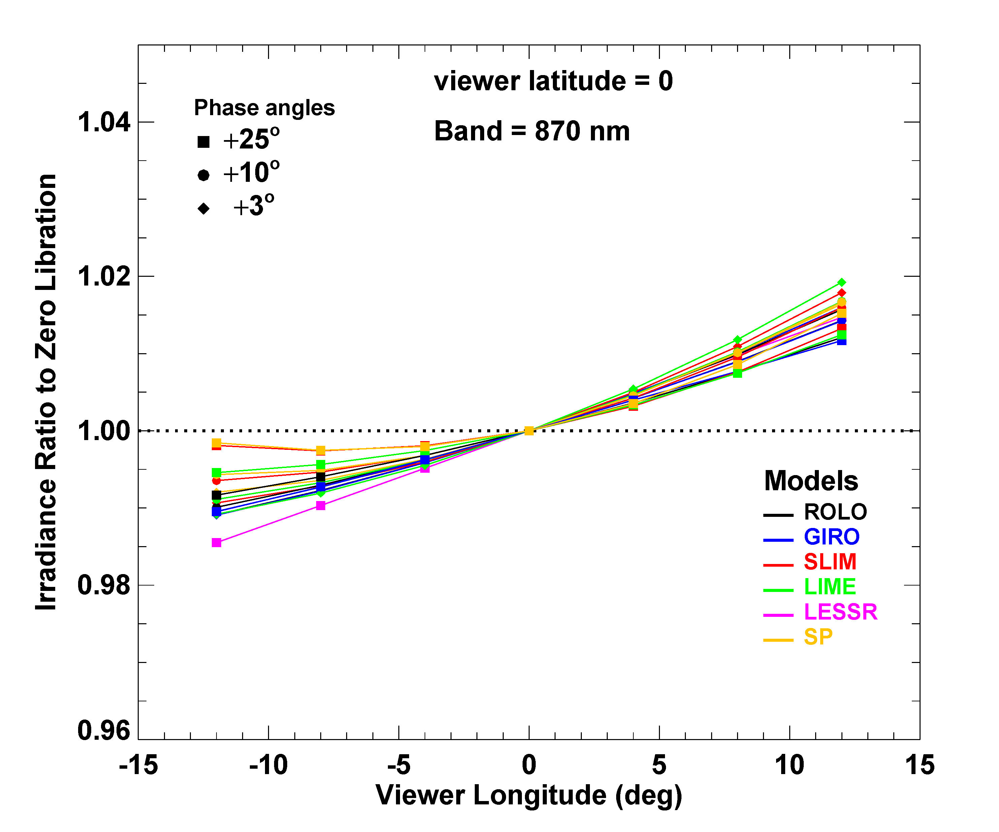 viewer latitude = 0
Band = 870 nm
Phase angles
+25°
+10°
+3°
Irradiance Ratio to Zero Libration
1.04
1.02
1.00
0.98
0.96
Models
ROLO
GIRO
SLIM
LIME
LESSR
SP
-15 -10 -5 0 5 10 15
Viewer Longitude (deg)